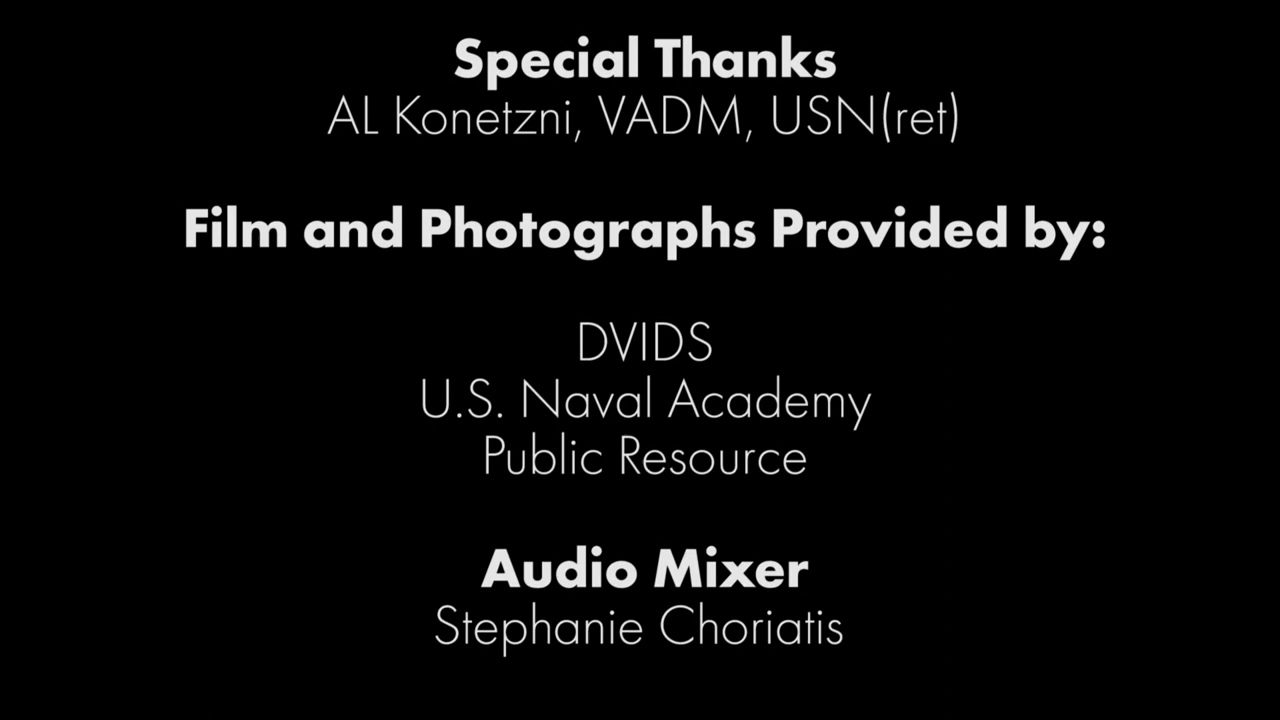 Special Thanks
AL Konetzni, VADM, USN(ret)
Film and Photographs Provided by:
DVIDS
U.S. Naval Academy
Public Resource
Audio Mixer
Stephanie Choriatis